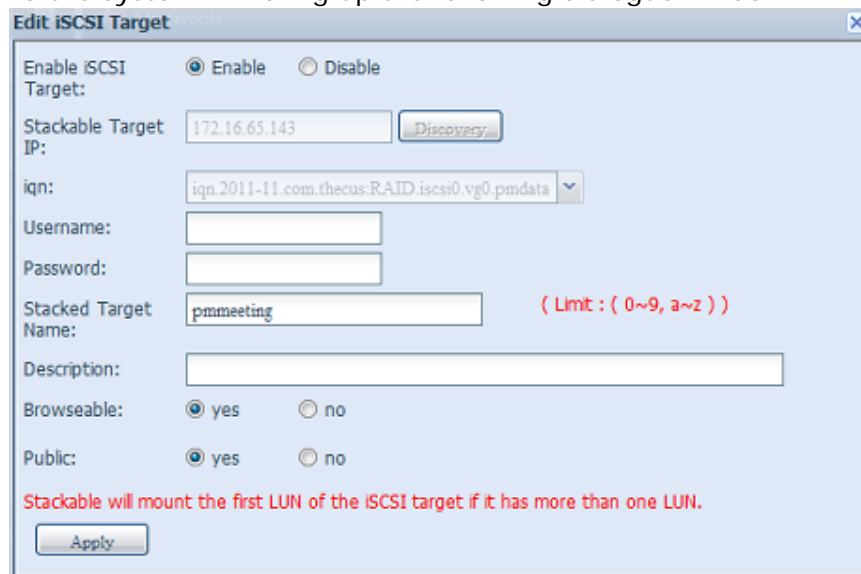 Edit iSCSI Target
Enable iSCSI Target: Enable Disable
Stackable Target IP: 172.16.65.143 Discovery
iqn: iqn.2011-11.com.thecus:RAID.iscsi0.vg0.pmdata
Username:
Password:
Stacked Target Name: pmmeeting ( Limit : ( 0~9, a~z ) )
Description:
Browseable: yes no
Public: yes no
Stackable will mount the first LUN of the iSCSI target if it has more than one LUN.
Apply